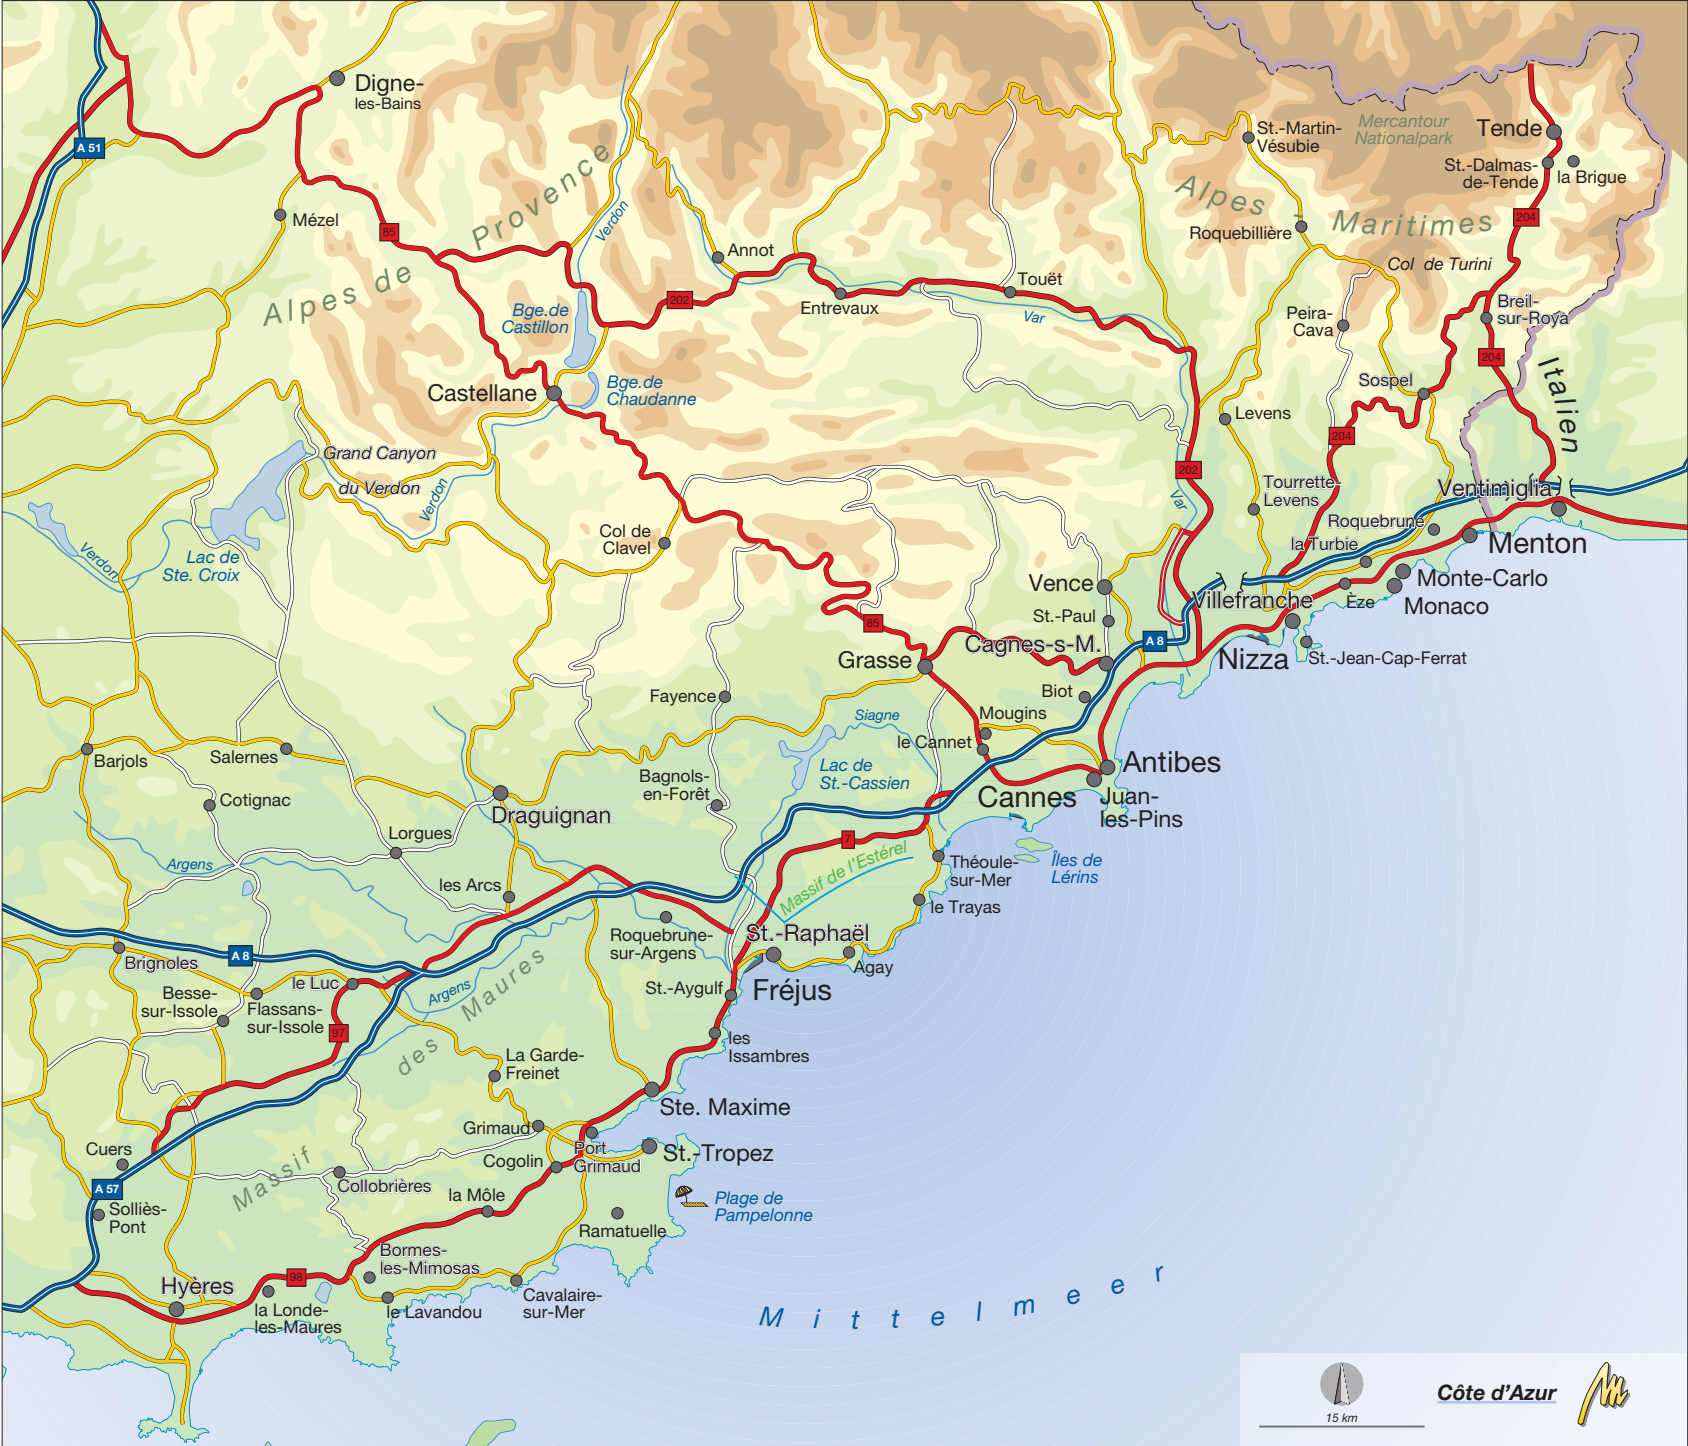 Digne-
les-Bains
A 51
Mézel
85
Alpes de
Provence
Verdon
Annot
202
Entrevaux
Touët
Var
St.-Martin-
Vésubie
Mercantour
Nationalpark
Tende
St.-Dalmas-
de-Tende
la Brigue
204
Alpes -
Maritimes
Roquebillière
Col de Turini
Peira-
Cava
Breil-
sur-Roya
204
Italien
Sospel
Bge.de
Castillon
Castellane
Bge.de
Chaudanne
Levens
204
Grand Canyon
du Verdon
Verdon
202
Var
Tourrette-
Levens
Ventimiglia
Roquebrune
la Turbie
Menton
Monte-Carlo
Monaco
Èze
Villefranche
Nizza
St.-Jean-Cap-Ferrat
Verdon
Lac de
Ste. Croix
Col de
Clavel
Vence
St.-Paul
A 8
85
Cagnes-s-M.
Grasse
Biot
Fayence
Mougins
Siagne
le Cannet
Antibes
Lac de
St.-Cassien
Cannes
Juan-
les-Pins
Barjols
Salernes
Bagnols-
en-Forêt
Cotignac
Draguignan
Lorgues
Argens
les Arcs
7
Massif de l'Estérel
Théoule-
sur-Mer
Îles de
Lérins
le Trayas
Roquebrune-
sur-Argens
St.-Raphaël
Agay
Fréjus
St.-Aygulf
Brignoles
A 8
le Luc
Besse-
sur-Issole
Flassans-
sur-Issole
97
Argens
Massif
des
Maures
les
Issambres
La Garde-
Freinet
Ste. Maxime
Grimaud
Port
Grimaud
St.-Tropez
Cogolin
Cuers
A 57
Solliès-
Pont
Collobrières
la Môle
Plage de
Pampelonne
Ramatuelle
Bormes-
les-Mimosas
Hyères
98
la Londe-
les-Maures
le Lavandou
Cavalaire-
sur-Mer
Mittelmeer
15 km
Côte d'Azur